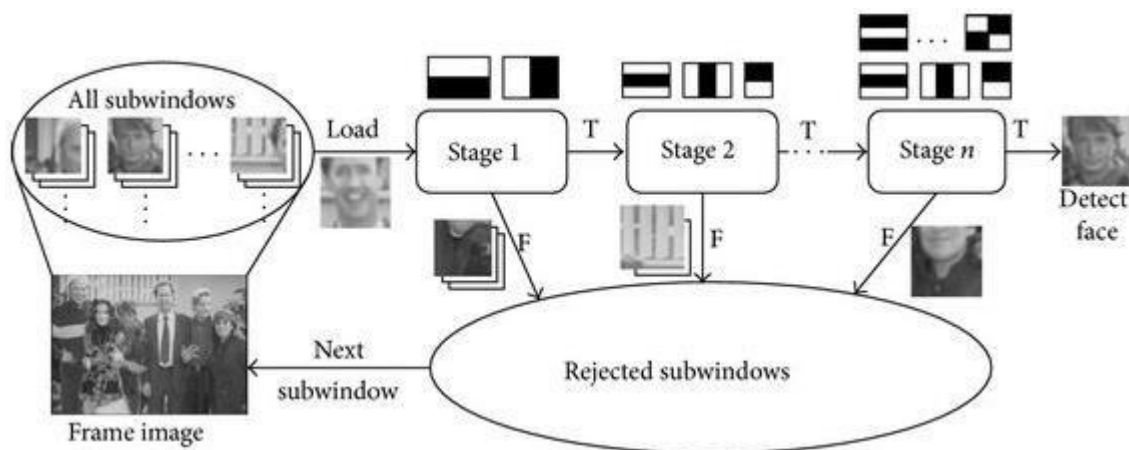 All subwindows
. . .
Load
Stage 1
T
Stage 2
T
. . .
Stage n
T
Detect
face
F
F
F
Rejected subwindows
Next
subwindow
Frame image